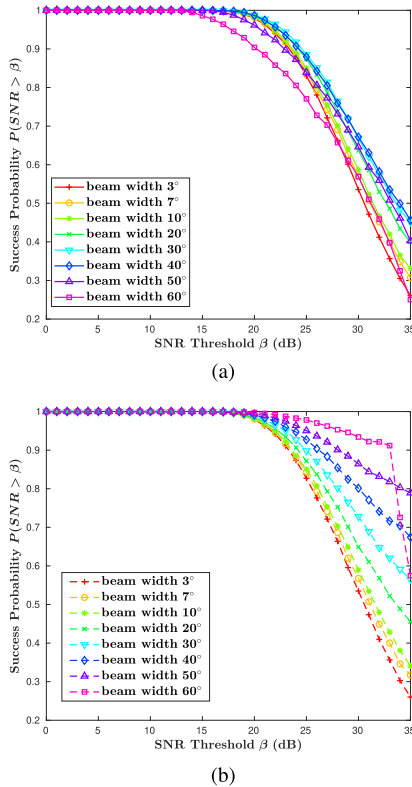 1
0.9
0.8
0.7
0.6
0.5
0.4
0.3
0.2
Success Probability P(SNR > β)
beam width 3°
beam width 7°
beam width 10°
beam width 20°
beam width 30°
beam width 40°
beam width 50°
beam width 60°
0 5 10 15 20 25 30 35
SNR Threshold β (dB)
(a)
1
0.9
0.8
0.7
0.6
0.5
0.4
0.3
0.2
Success Probability P(SNR > β)
beam width 3°
beam width 7°
beam width 10°
beam width 20°
beam width 30°
beam width 40°
beam width 50°
beam width 60°
0 5 10 15 20 25 30 35
SNR Threshold β (dB)
(b)